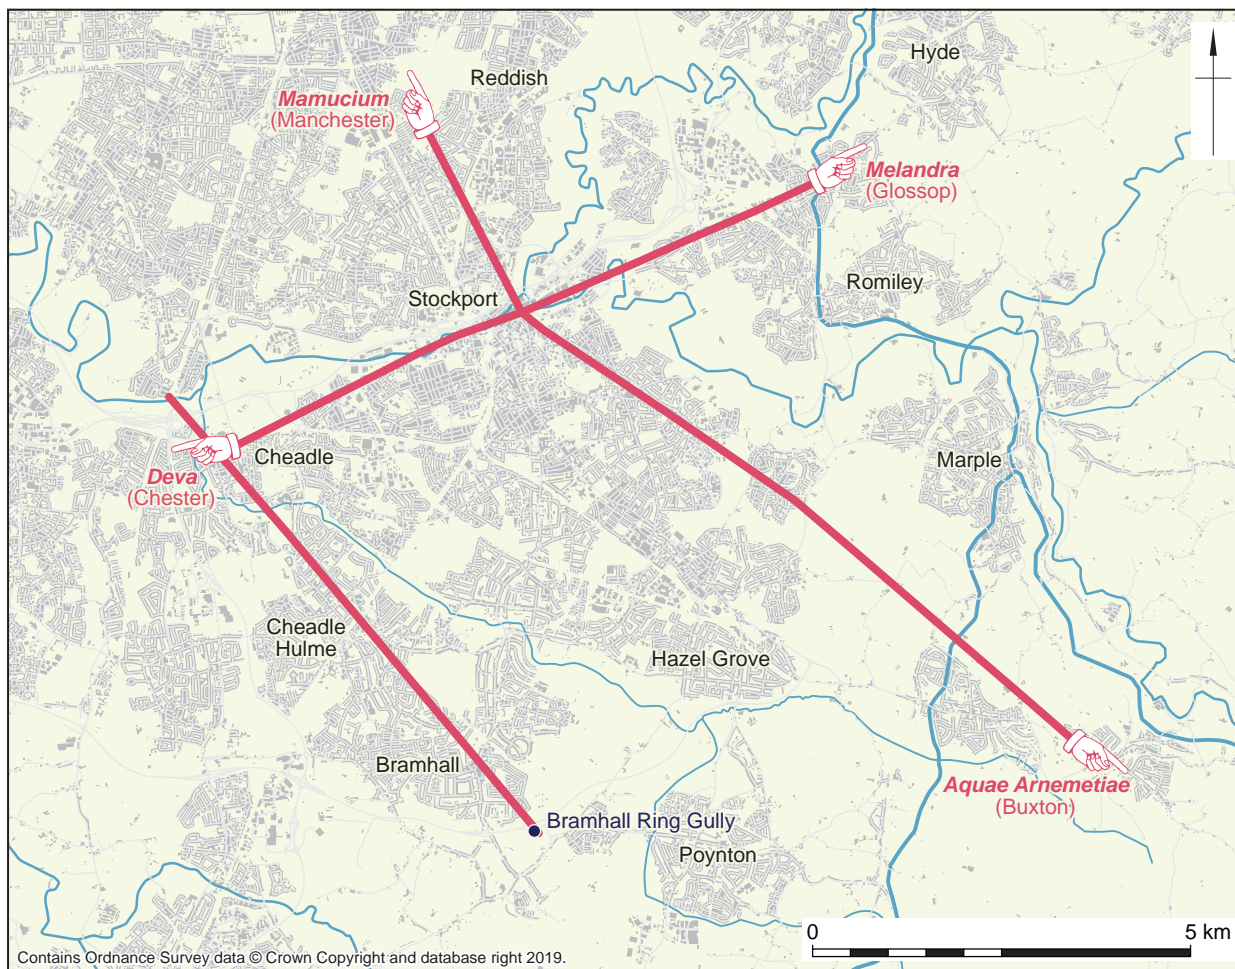 Hyde
Reddish
Mamucium
(Manchester)
Melandra
(Glossop)
Romiley
Stockport
Cheadle
Marple
Deva
(Chester)
Cheadle
Hulme
Hazel Grove
Bramhall
Aquae Arnemetiae
(Buxton)
Bramhall Ring Gully
Poynton
0
5 km
Contains Ordnance Survey data © Crown Copyright and database right 2019.